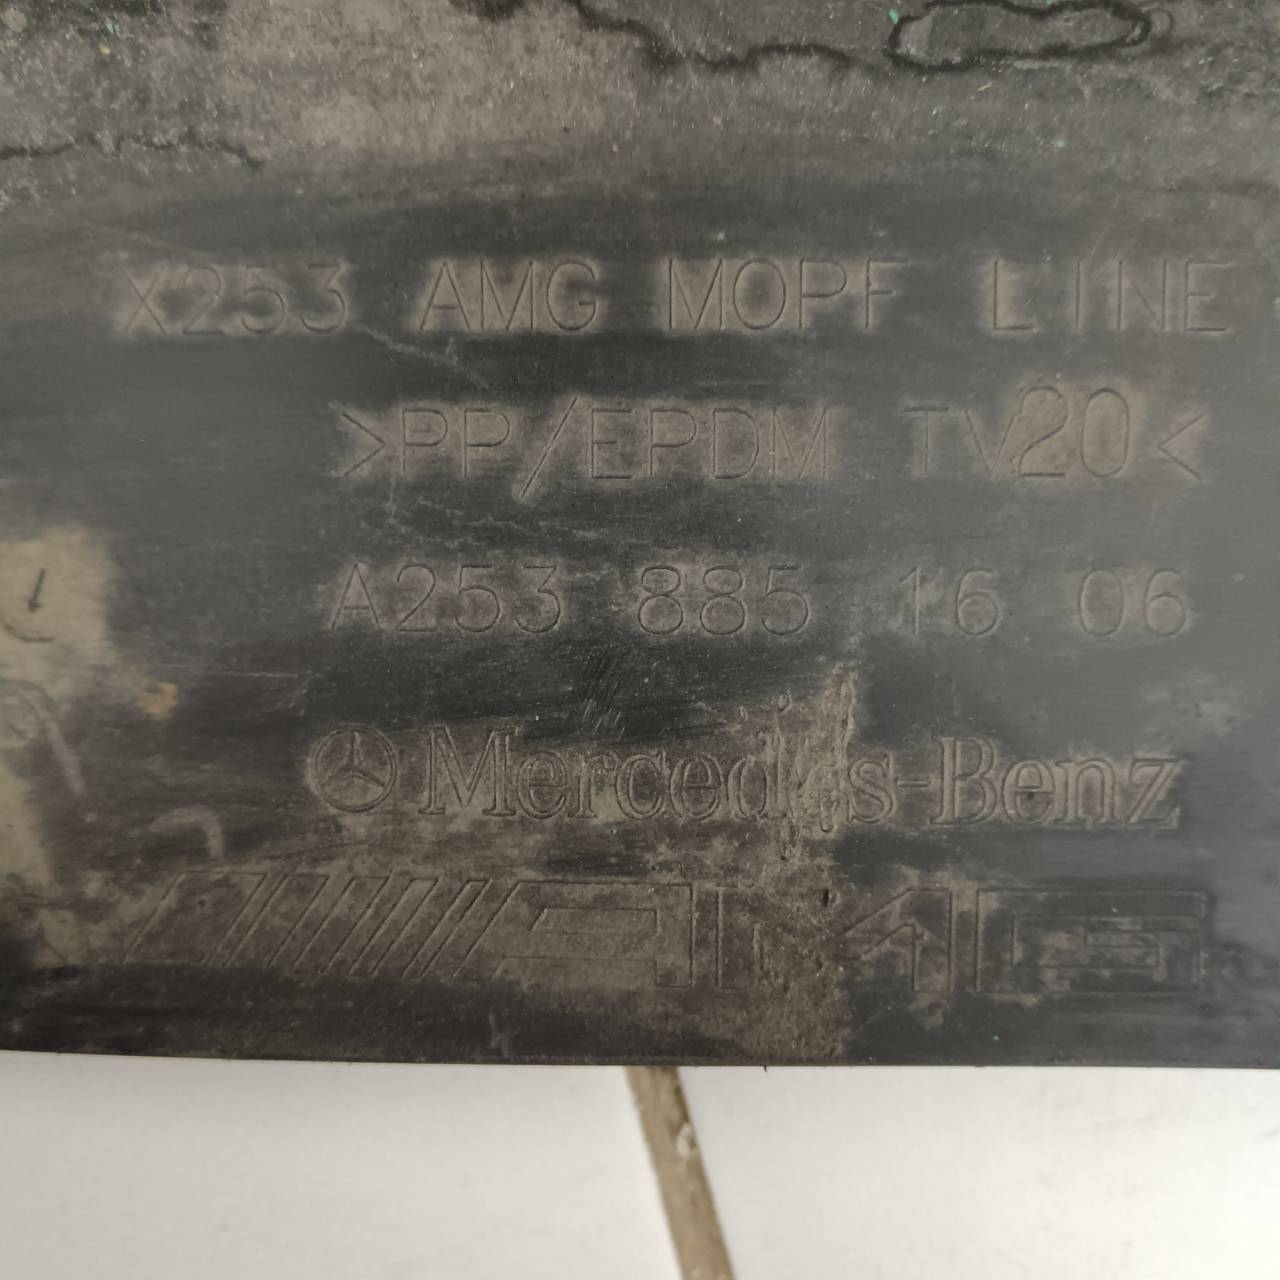 X253 AMG MOPF LINE
>PP/EPDM TV20<
A253 885 16 06
Mercedes-Benz
AMG